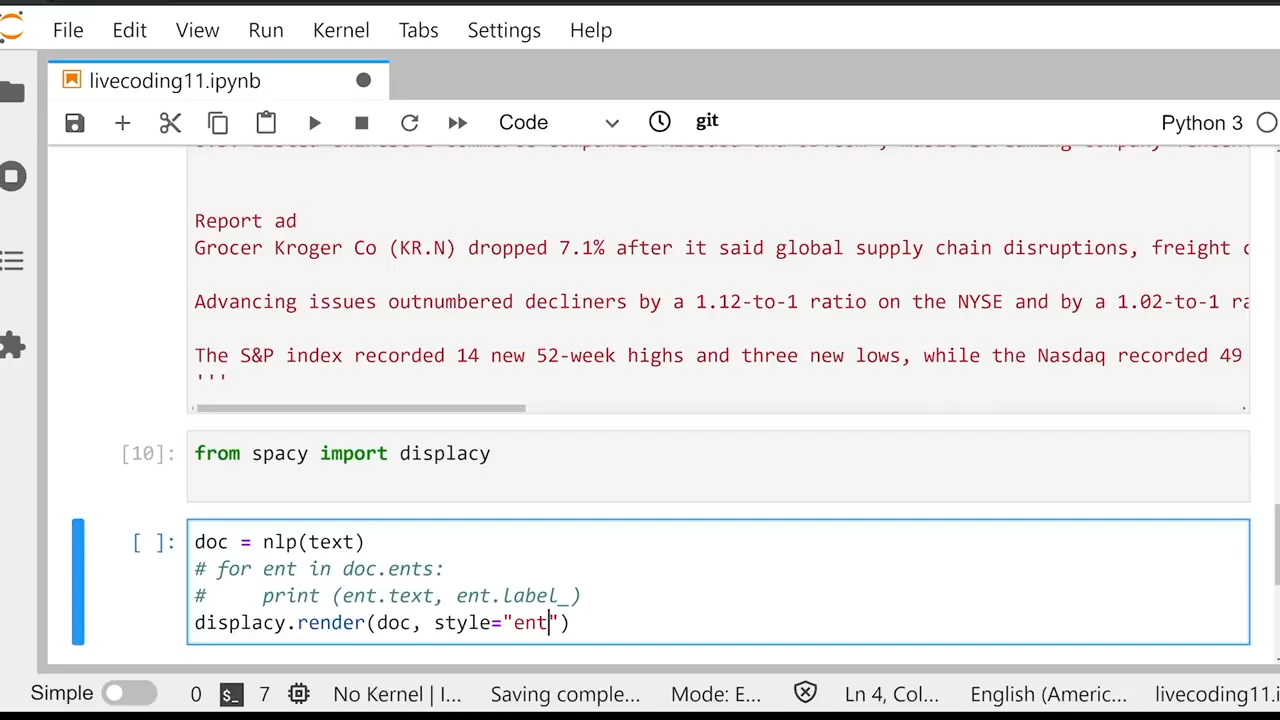 File Edit View Run Kernel Tabs Settings Help
livecoding11.ipynb
Code git Python 3
Report ad
Grocer Kroger Co (KR.N) dropped 7.1% after it said global supply chain disruptions, freight
Advancing issues outnumbered decliners by a 1.12-to-1 ratio on the NYSE and by a 1.02-to-1
The S&P index recorded 14 new 52-week highs and three new lows, while the Nasdaq recorded 49
'''
[10]: from spacy import displacy
[ ]: doc = nlp(text)
# for ent in doc.ents:
#     print (ent.text, ent.label_)
displacy.render(doc, style="ent")
Simple 0 $_ 7 No Kernel | I... Saving comple... Mode: E... Ln 4, Col... English (Americ... livecoding11.i